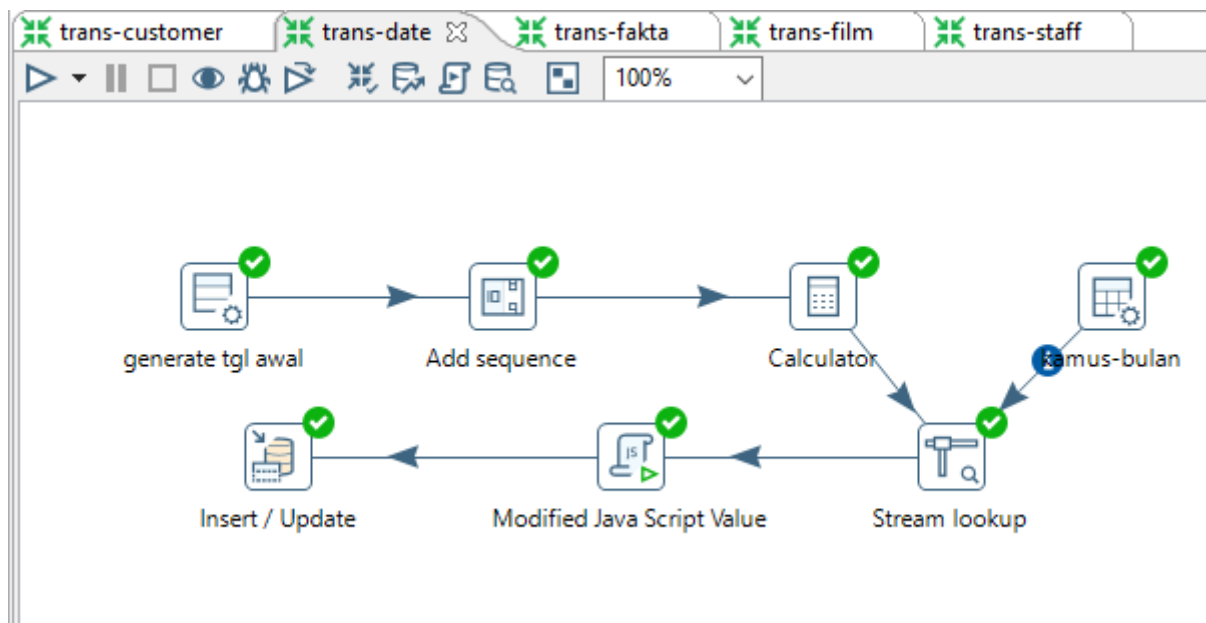 trans-customer
trans-date
trans-fakta
trans-film
trans-staff
100%
generate tgl awal
Add sequence
Calculator
kamus-bulan
Insert / Update
Modified Java Script Value
Stream lookup